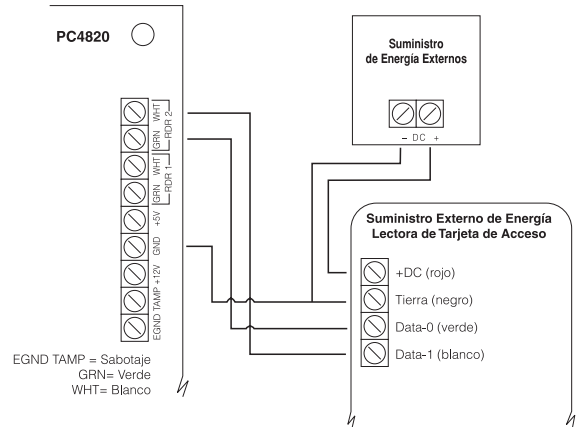 PC4820
Suministro
de Energía Externos
– DC +
WHT
GRN
RDR 2
WHT
GRN
RDR 1
+5V
GND
+12V
TAMP
EGND
Suministro Externo de Energía
Lectora de Tarjeta de Acceso
+DC (rojo)
Tierra (negro)
Data-0 (verde)
Data-1 (blanco)
EGND TAMP = Sabotaje
GRN= Verde
WHT= Blanco